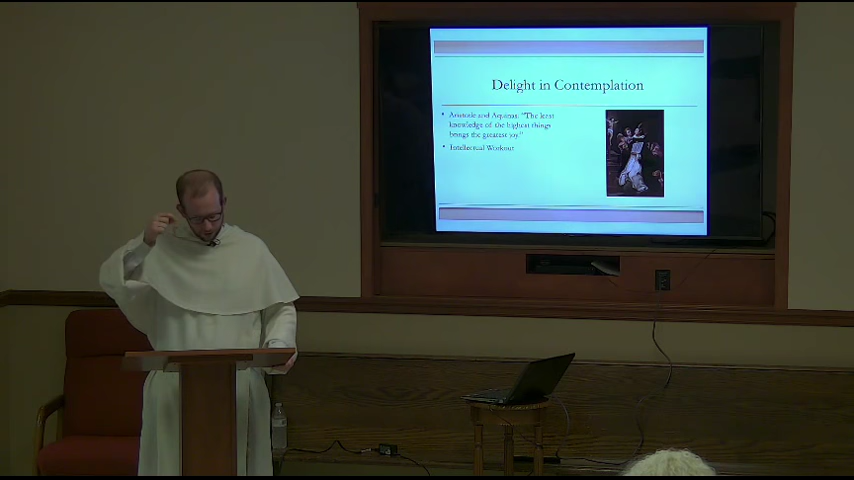 Delight in Contemplation
• Aristotle and Aquinas: "The least
knowledge of the highest things
brings the greatest joy."
• Intellectual Workout